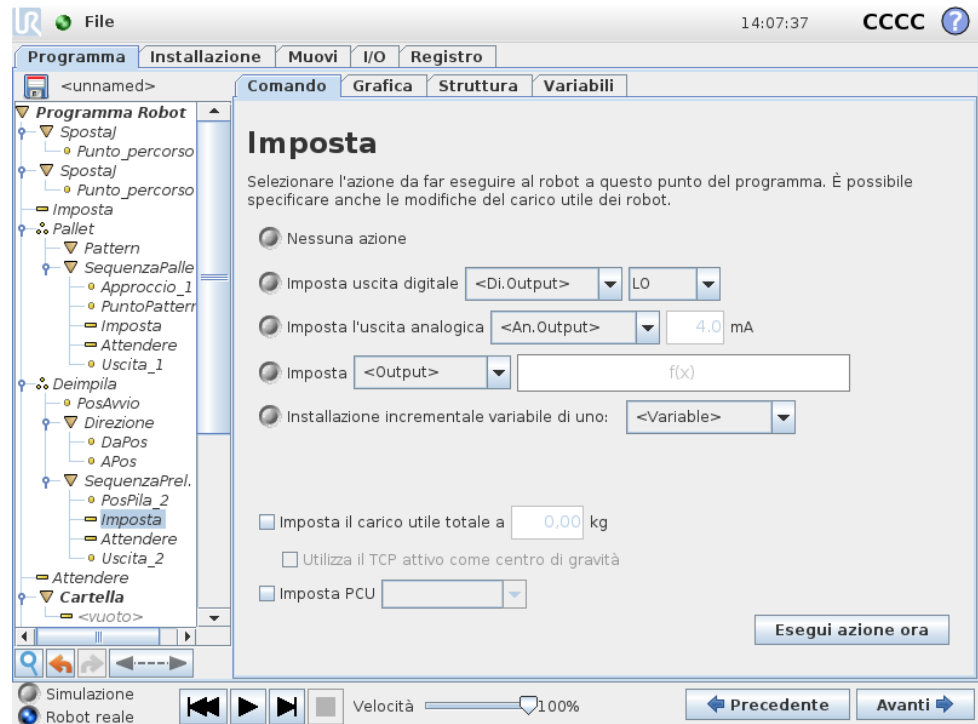 UR File 14:07:37 CCCC ?
Programma Installazione Muovi I/O Registro
<unnamed>
Comando Grafica Struttura Variabili
Programma Robot
SpostaJ
Punto_percorso
SpostaJ
Punto_percorso
Imposta
Pallet
Pattern
SequenzaPalle
Approccio_1
PuntoPattern
Imposta
Attendere
Uscita_1
Deimpila
PosAvvio
Direzione
DaPos
APos
SequenzaPrel.
PosPila_2
Imposta
Attendere
Uscita_2
Attendere
Cartella
<vuoto>
Imposta
Selezionare l'azione da far eseguire al robot a questo punto del programma. È possibile
specificare anche le modifiche del carico utile dei robot.
Nessuna azione
Imposta uscita digitale <Di.Output> LO
Imposta l'uscita analogica <An.Output> 4.0 mA
Imposta <Output> f(x)
Installazione incrementale variabile di uno: <Variable>
Imposta il carico utile totale a 0,00 kg
Utilizza il TCP attivo come centro di gravità
Imposta PCU
Esegui azione ora
Simulazione
Robot reale
Velocità 100%
Precedente Avanti